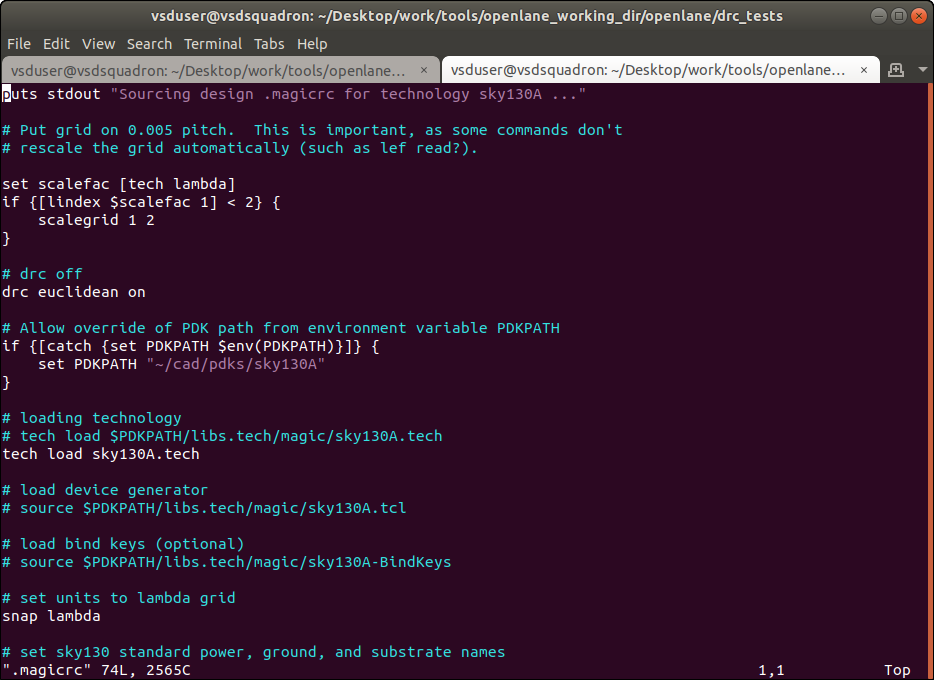 vsduser@vsdsquadron: ~/Desktop/work/tools/openlane_working_dir/openlane/drc_tests
File Edit View Search Terminal Tabs Help
vsduser@vsdsquadron: ~/Desktop/work/tools/openlane... × vsduser@vsdsquadron: ~/Desktop/work/tools/openlane... ×
puts stdout "Sourcing design .magicrc for technology sky130A ..."
# Put grid on 0.005 pitch.  This is important, as some commands don't
# rescale the grid automatically (such as lef read?).
set scalefac [tech lambda]
if {[lindex $scalefac 1] < 2} {
    scalegrid 1 2
}
# drc off
drc euclidean on
# Allow override of PDK path from environment variable PDKPATH
if {[catch {set PDKPATH $env(PDKPATH)}]} {
    set PDKPATH "~/cad/pdks/sky130A"
}
# loading technology
# tech load $PDKPATH/libs.tech/magic/sky130A.tech
tech load sky130A.tech
# load device generator
# source $PDKPATH/libs.tech/magic/sky130A.tcl
# load bind keys (optional)
# source $PDKPATH/libs.tech/magic/sky130A-BindKeys
# set units to lambda grid
snap lambda
# set sky130 standard power, ground, and substrate names
".magicrc" 74L, 2565C 1,1 Top